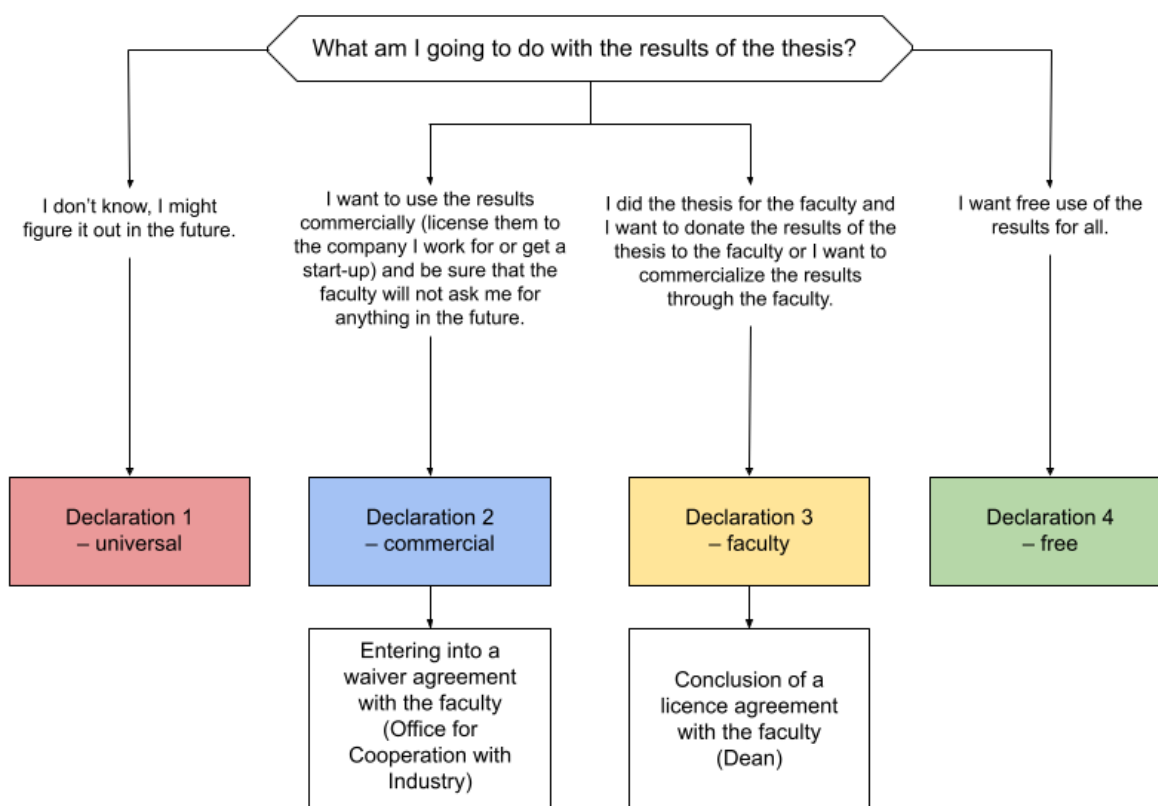 What am I going to do with the results of the thesis?
I don't know, I might
figure it out in the future.
I want to use the results
commercially (license them to
the company I work for or get a
start-up) and be sure that the
faculty will not ask me for
anything in the future.
I did the thesis for the faculty and
I want to donate the results of the
thesis to the faculty or I want to
commercialize the results
through the faculty.
I want free use of the
results for all.
Declaration 1
– universal
Declaration 2
– commercial
Declaration 3
– faculty
Declaration 4
– free
Entering into a
waiver agreement
with the faculty
(Office for
Cooperation with
Industry)
Conclusion of a
licence agreement
with the faculty
(Dean)